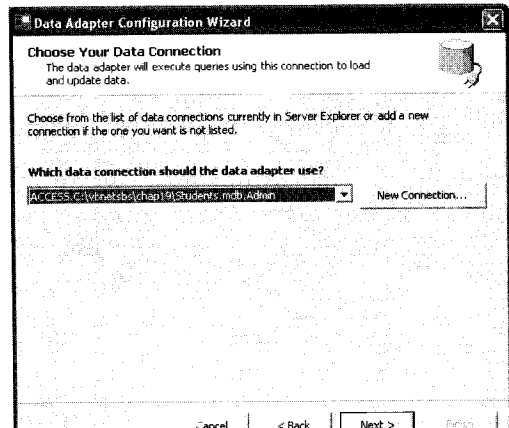 Data Adapter Configuration Wizard
Choose Your Data Connection
The data adapter will execute queries using this connection to load
and update data.
Choose from the list of data connections currently in Server Explorer or add a new
connection if the one you want is not listed.
Which data connection should the data adapter use?
ACCESS.C:\vbnetsbs\chap19\Students.mdb.Admin
New Connection...
Cancel
< Back
Next >
Finish